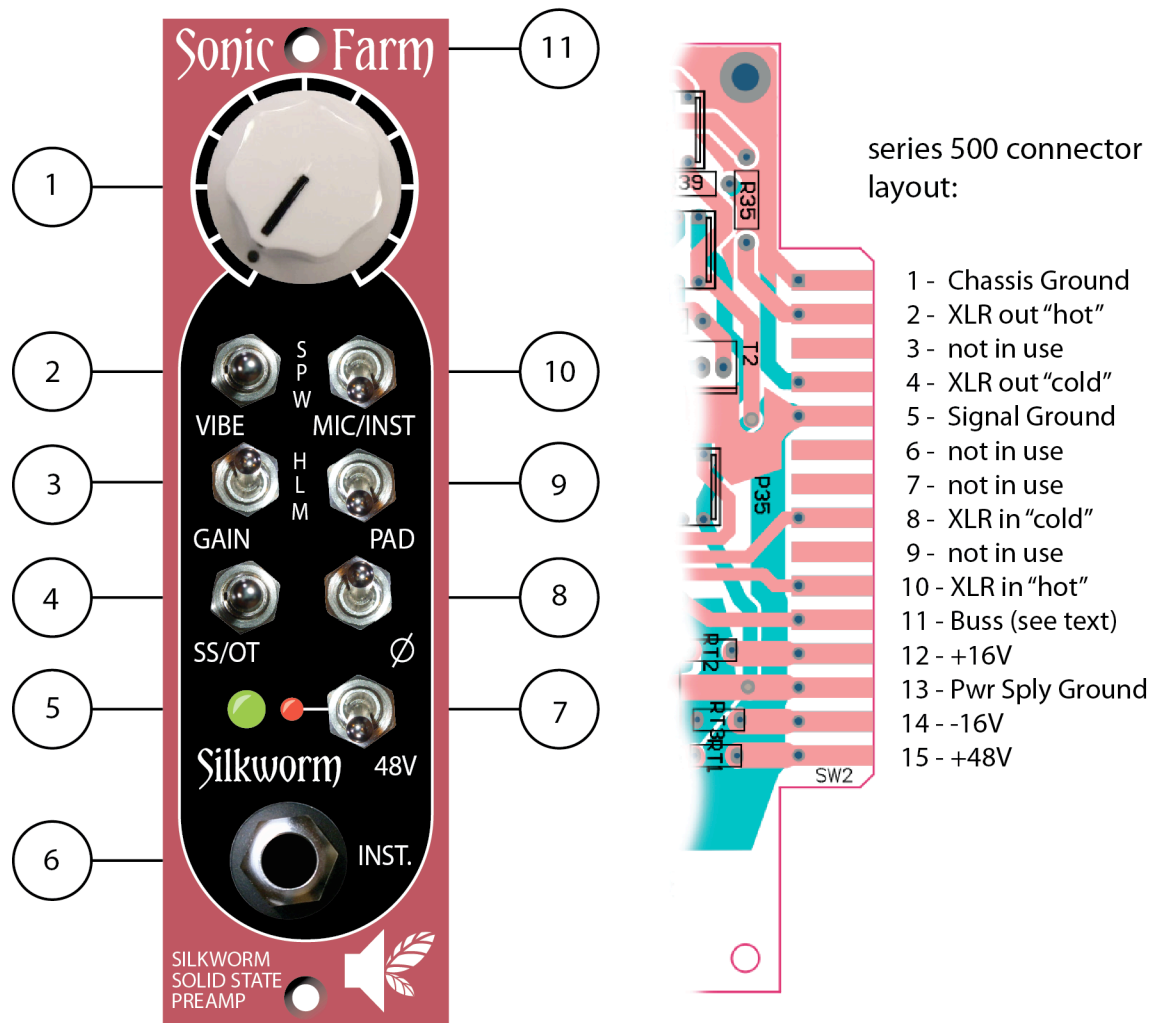 Sonic Farm
11
1
2
S
P
W
10
VIBE
MIC/INST
3
H
L
M
9
GAIN
PAD
4
8
SS/OT
Ø
5
7
Silkworm
48V
6
INST.
SILKWORM
SOLID STATE
PREAMP
39
R35
T2
P35
RT2
RT3
RT1
SW2
series 500 connector
layout:
1 - Chassis Ground
2 - XLR out “hot”
3 - not in use
4 - XLR out “cold”
5 - Signal Ground
6 - not in use
7 - not in use
8 - XLR in “cold”
9 - not in use
10 - XLR in “hot”
11 - Buss (see text)
12 - +16V
13 - Pwr Sply Ground
14 - -16V
15 - +48V